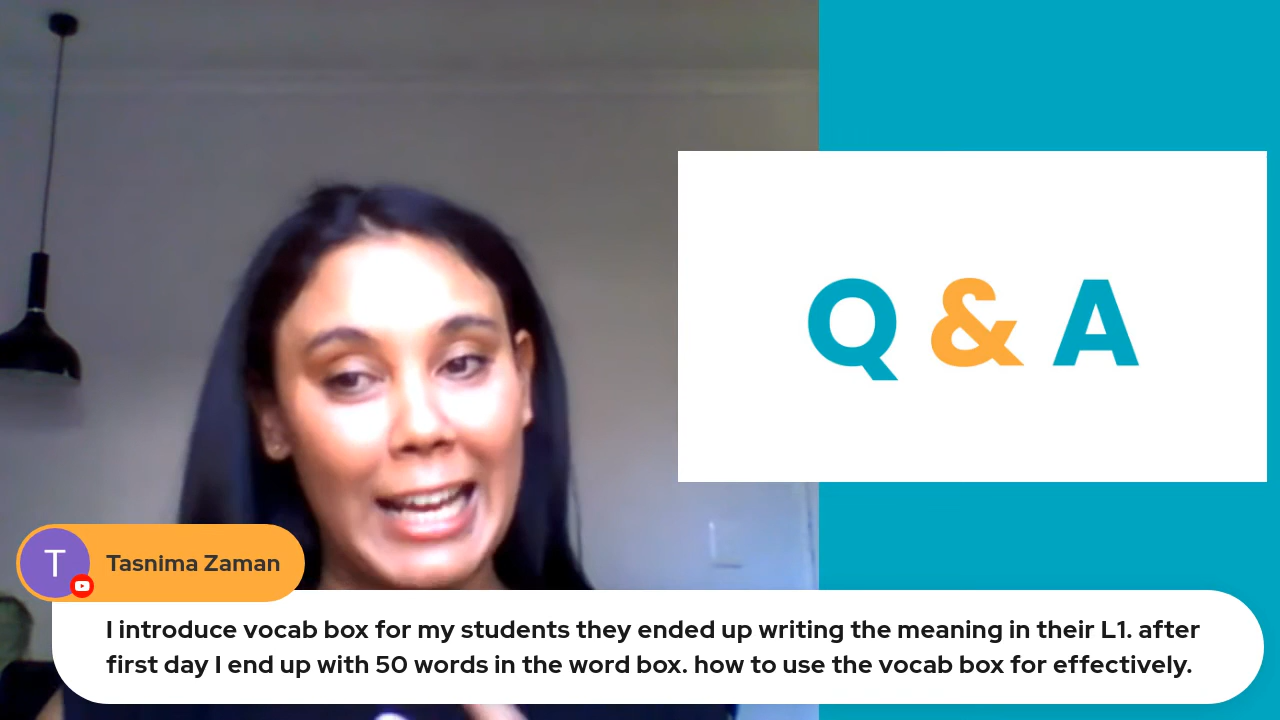 Q & A
T
Tasnima Zaman
I introduce vocab box for my students they ended up writing the meaning in their L1. after
first day I end up with 50 words in the word box. how to use the vocab box for effectively.